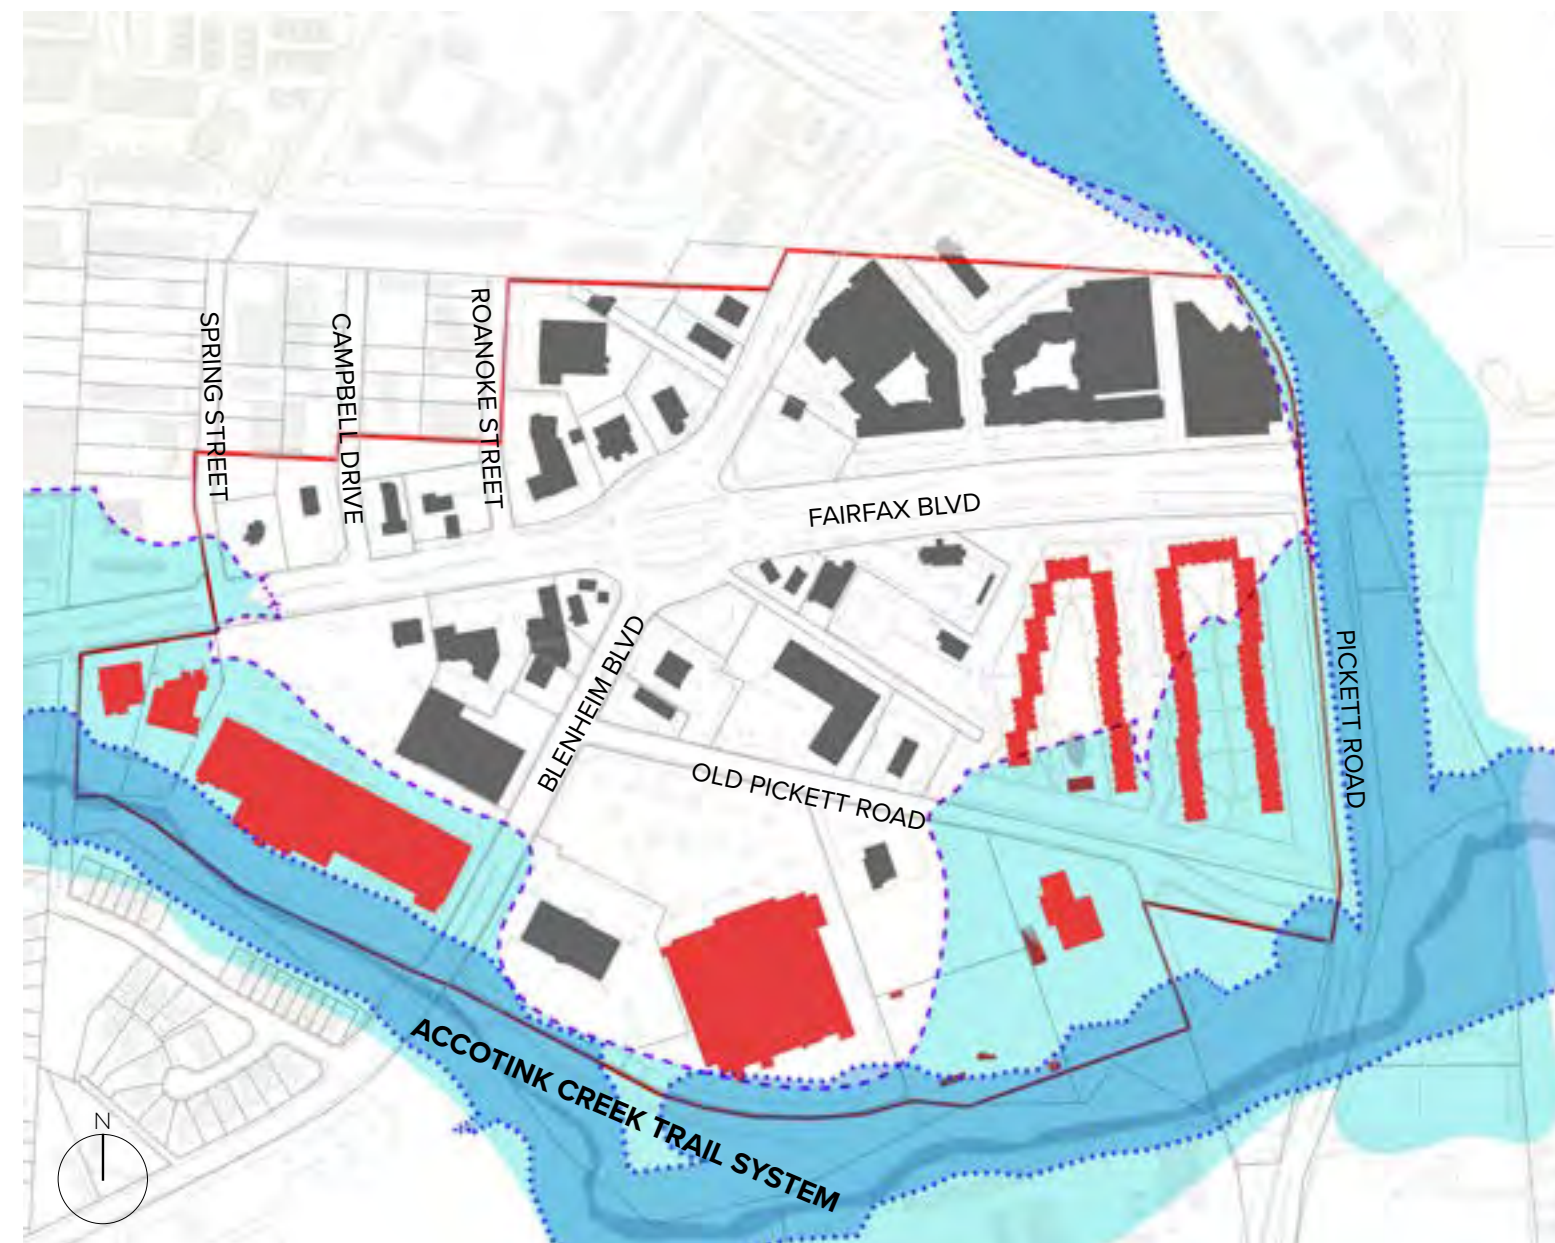 SPRING STREET
CAMPBELL DRIVE
ROANOKE STREET
FAIRFAX BLVD
BLENHEIM BLVD
PICKETT ROAD
OLD PICKETT ROAD
ACCOTINK CREEK TRAIL SYSTEM
N